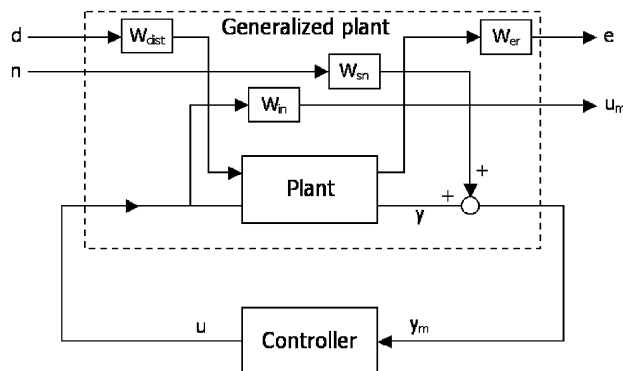 Generalized plant
d
W_dist
W_er
e
n
W_sn
W_in
u_m
+
Plant
+
y
u
Controller
y_m